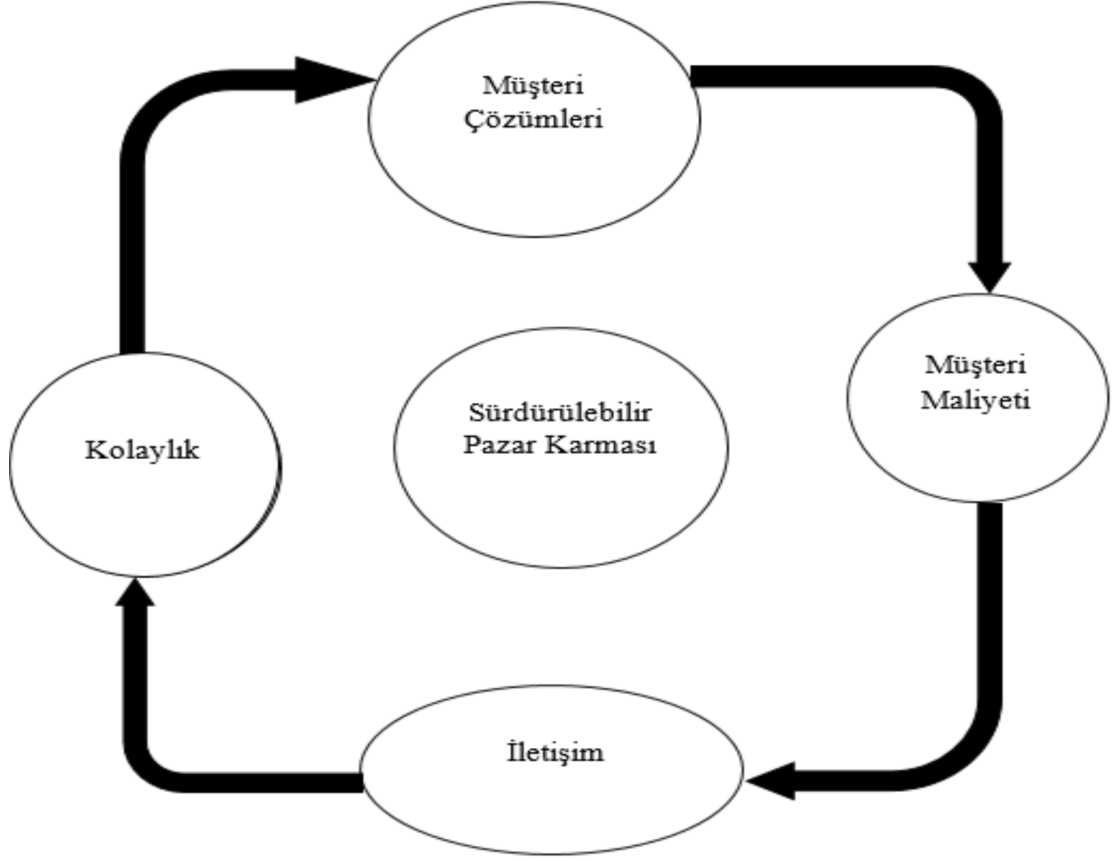 Müşteri
Çözümleri
Müşteri
Maliyeti
Sürdürülebilir
Pazar Karması
Kolaylık
İletişim